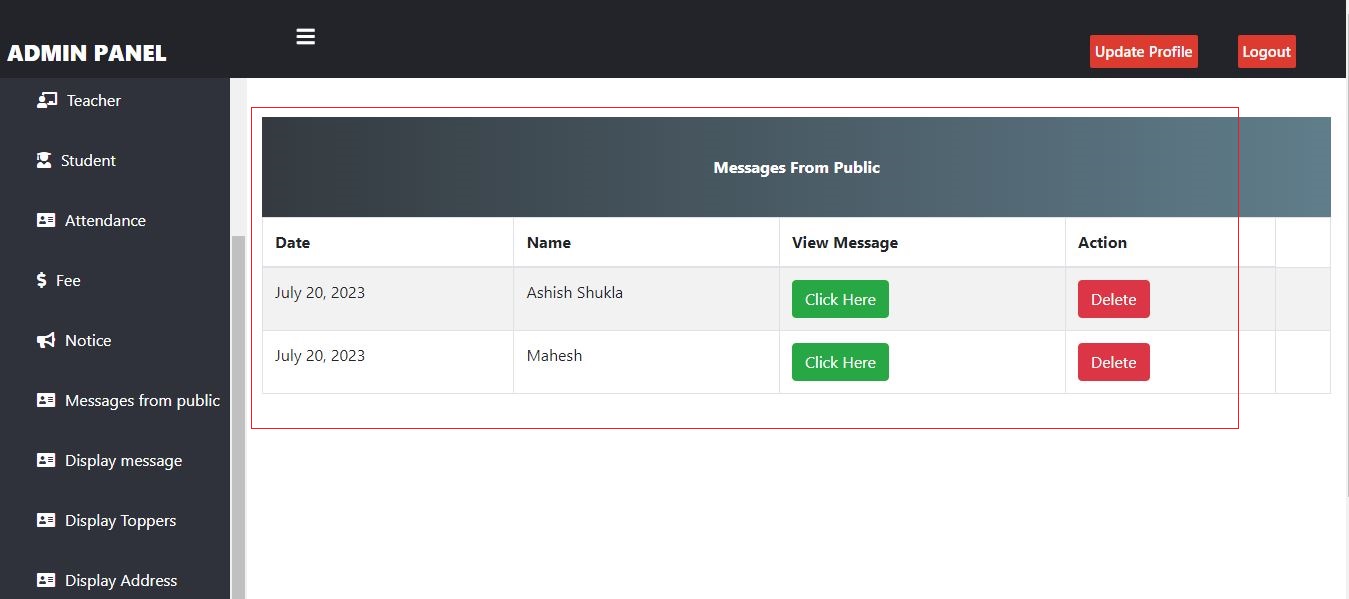 ADMIN PANEL
Update Profile
Logout
Teacher
Student
Attendance
Fee
Notice
Messages from public
Display message
Display Toppers
Display Address
Messages From Public
Date Name View Message Action
July 20, 2023 Ashish Shukla Click Here Delete
July 20, 2023 Mahesh Click Here Delete